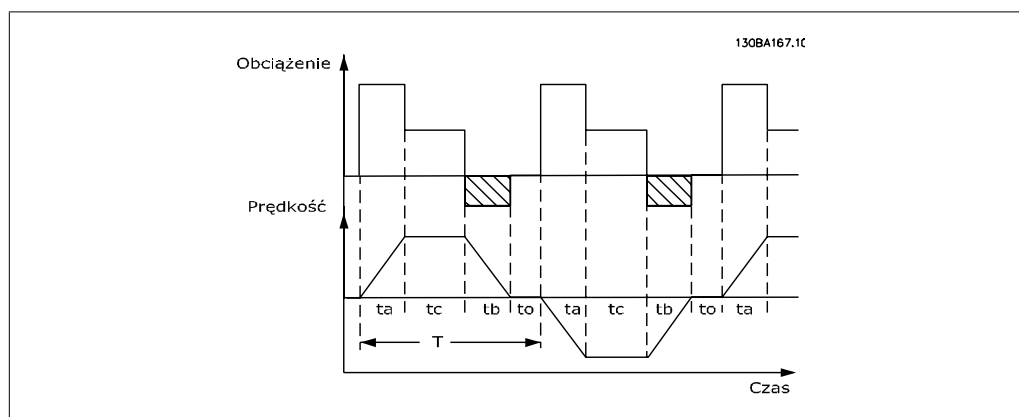 130BA167.10
Obciążenie
Prędkość
ta tc tb to ta tc tb to ta
T
Czas